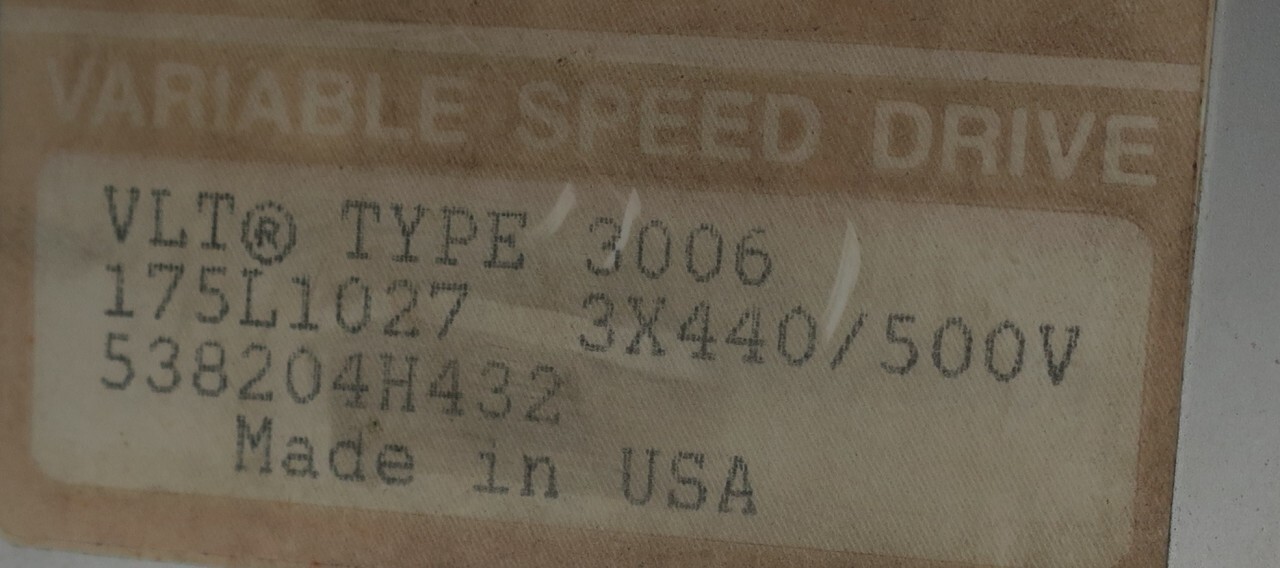 VARIABLE SPEED DRIVE
VLT® TYPE 3006
175L1027 3X440/500V
538204H432
Made in USA